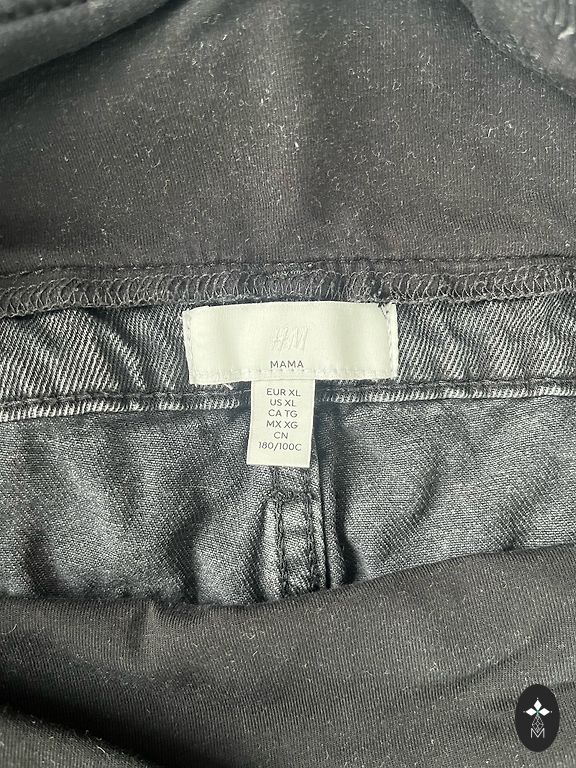 H&M
MAMA
EUR XL
US XL
CA TG
MX XG
CN
180/100C
M